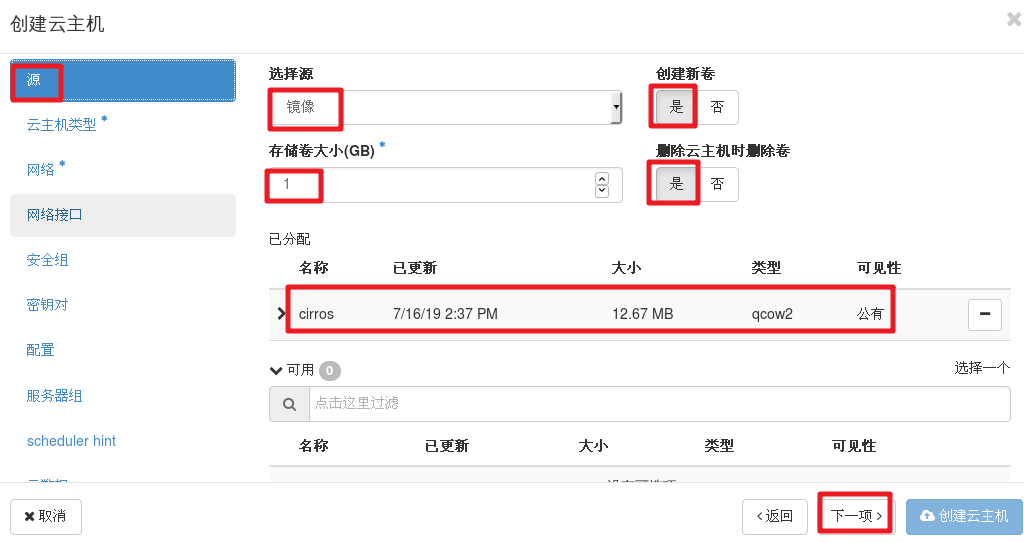 创建云主机
源
云主机类型 *
网络 *
网络接口
安全组
密钥对
配置
服务器组
scheduler hint
选择源
镜像
创建新卷
是 否
存储卷大小(GB) *
1
删除云主机时删除卷
是 否
已分配
名称 已更新 大小 类型 可见性
cirros 7/16/19 2:37 PM 12.67 MB qcow2 公有
可用 0 选择一个
点击这里过滤
名称 已更新 大小 类型 可见性
取消 返回 下一项 创建云主机